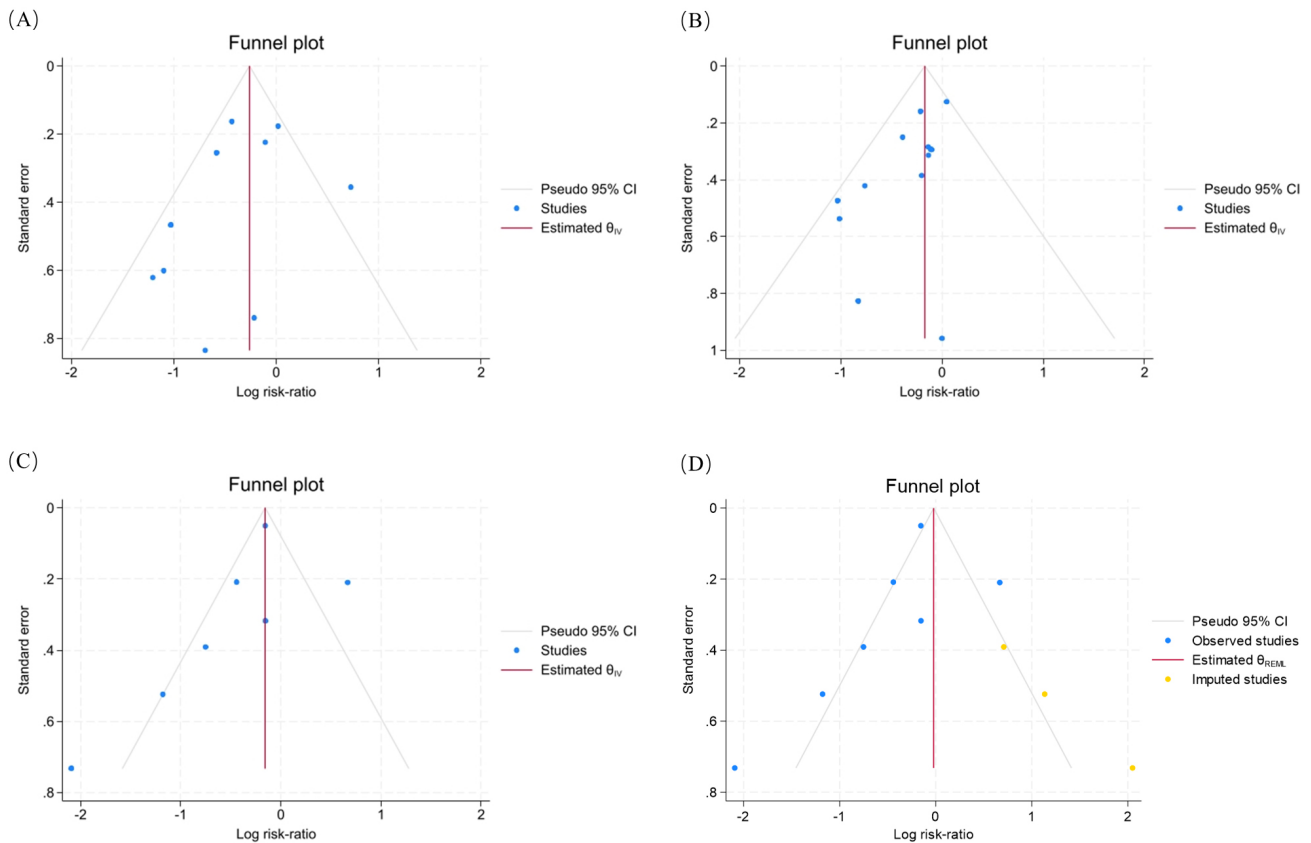 (A)
Funnel plot
0
.2
.4
.6
.8
-2
-1
0
1
2
Standard error
Log risk-ratio
Pseudo 95% CI
Studies
Estimated θIV
(B)
Funnel plot
0
.2
.4
.6
.8
1
-2
-1
0
1
2
Standard error
Log risk-ratio
Pseudo 95% CI
Studies
Estimated θIV
(C)
Funnel plot
0
.2
.4
.6
.8
-2
-1
0
1
2
Standard error
Log risk-ratio
Pseudo 95% CI
Studies
Estimated θIV
(D)
Funnel plot
0
.2
.4
.6
.8
-2
-1
0
1
2
Standard error
Log risk-ratio
Pseudo 95% CI
Observed studies
Estimated θREML
Imputed studies